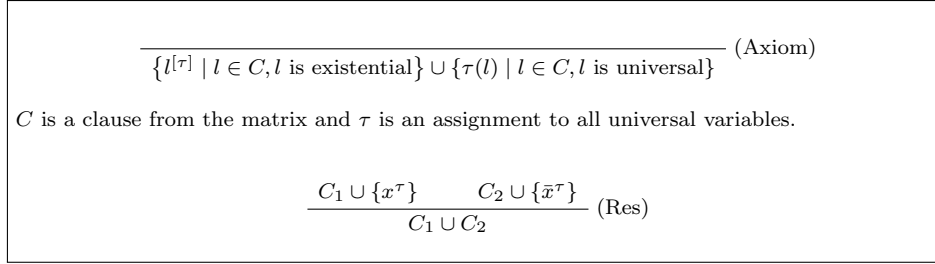 (Axiom)
{l^[τ] | l ∈ C, l is existential} ∪ {τ(l) | l ∈ C, l is universal}
C is a clause from the matrix and τ is an assignment to all universal variables.
C₁ ∪ {x^τ} C₂ ∪ {x̄^τ}
(Res)
C₁ ∪ C₂